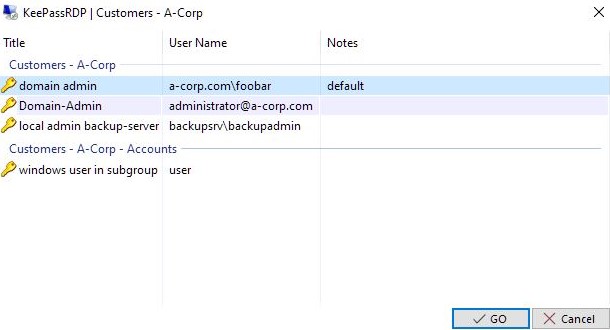 KeePassRDP | Customers - A-Corp
Title User Name Notes
Customers - A-Corp
domain admin a-corp.com\foobar default
Domain-Admin administrator@a-corp.com
local admin backup-server backupsrv\backupadmin
Customers - A-Corp - Accounts
windows user in subgroup user
GO Cancel